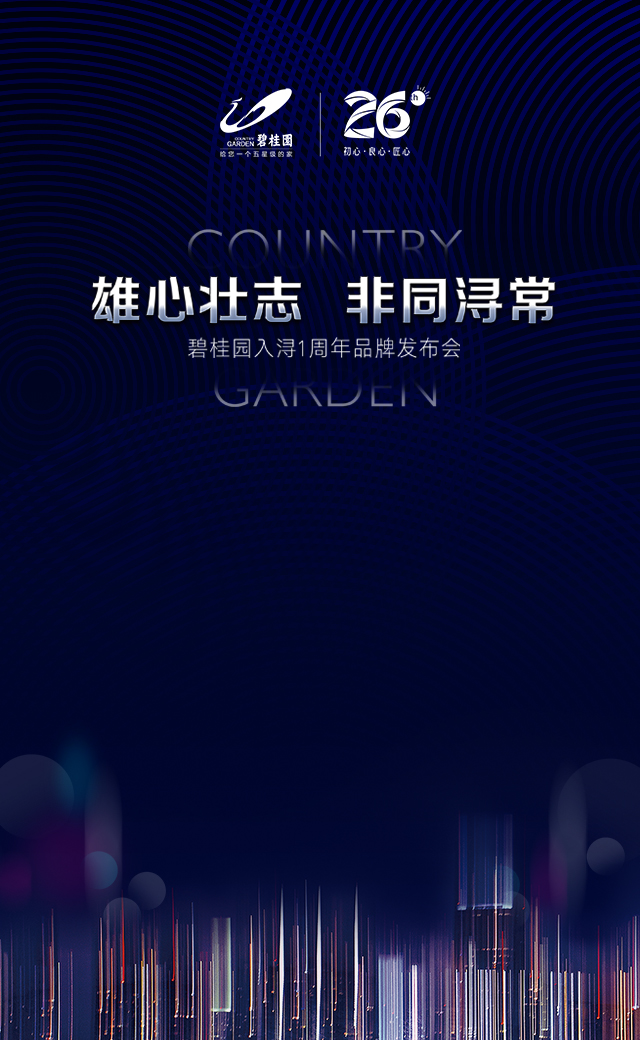 COUNTRY
GARDEN 碧桂园
给您一个五星级的家
26th
初心·良心·匠心
COUNTRY
雄心壮志 非同浔常
碧桂园入浔1周年品牌发布会
GARDEN